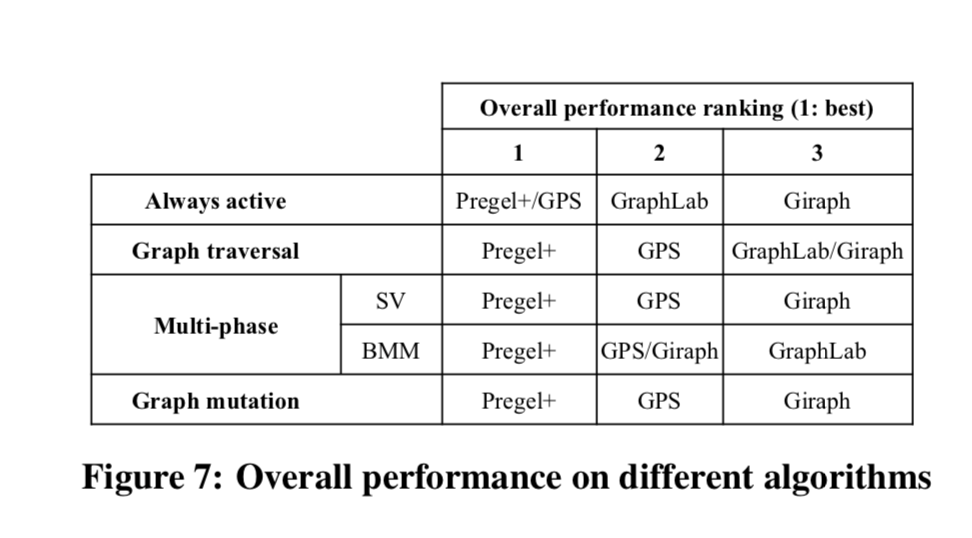 Overall performance ranking (1: best)
1 2 3
Always active Pregel+/GPS GraphLab Giraph
Graph traversal Pregel+ GPS GraphLab/Giraph
Multi-phase SV Pregel+ GPS Giraph
BMM Pregel+ GPS/Giraph GraphLab
Graph mutation Pregel+ GPS Giraph
Figure 7: Overall performance on different algorithms